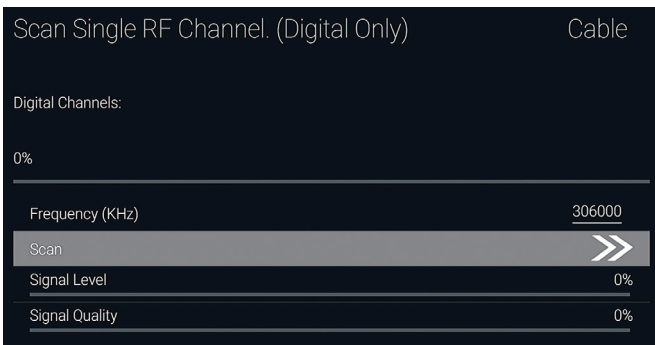 Scan Single RF Channel. (Digital Only) Cable
Digital Channels:
0%
Frequency (KHz) 306000
Scan
Signal Level 0%
Signal Quality 0%